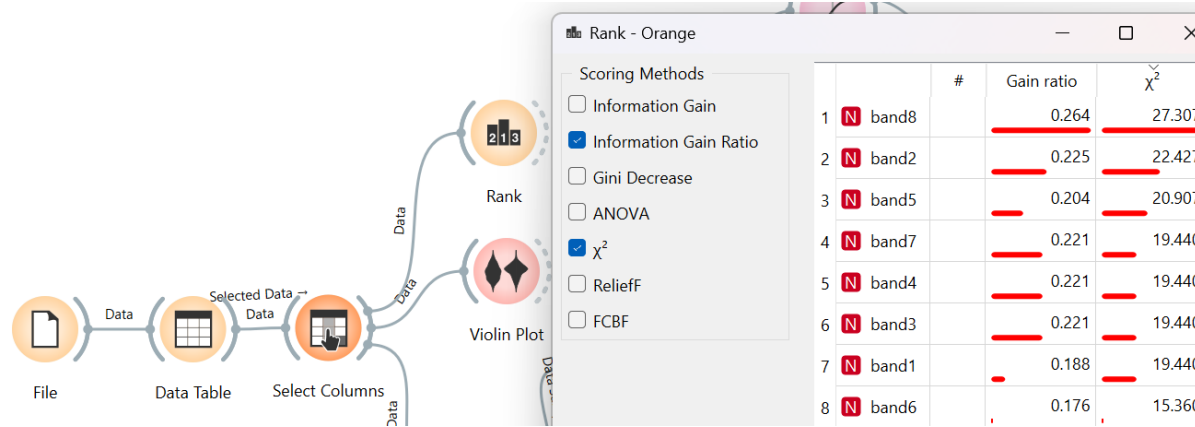 Rank - Orange
Scoring Methods
Information Gain
Information Gain Ratio
Gini Decrease
ANOVA
χ²
ReliefF
FCBF
# Gain ratio χ²
1 N band8 0.264 27.307
2 N band2 0.225 22.427
3 N band5 0.204 20.907
4 N band7 0.221 19.440
5 N band4 0.221 19.440
6 N band3 0.221 19.440
7 N band1 0.188 19.440
8 N band6 0.176 15.360
213
Rank
Data
Data
Violin Plot
Selected Data →
Data
Data
File
Data Table
Select Columns
Data
Data